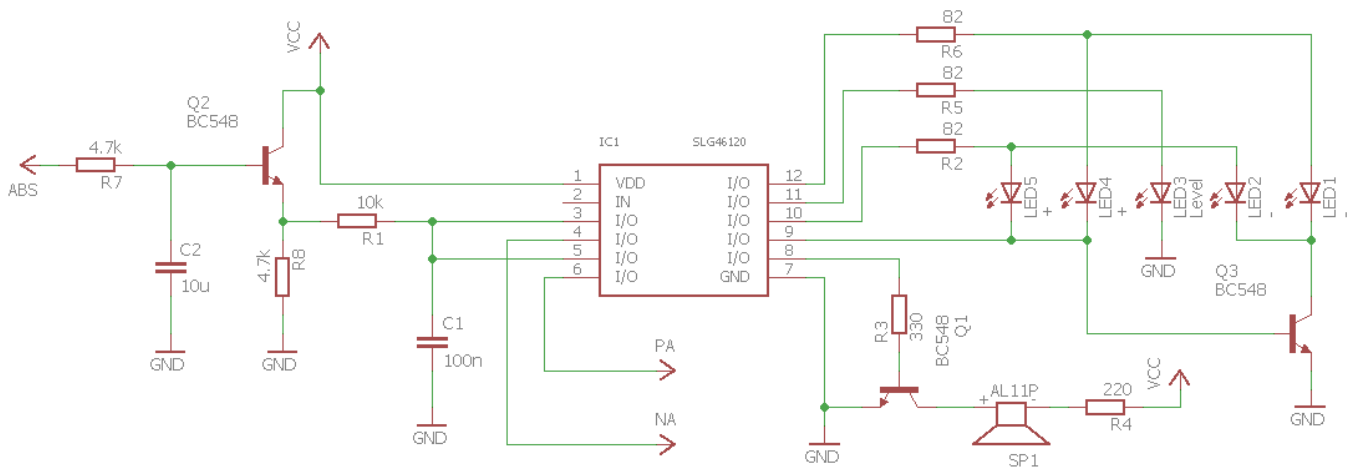 82
R6
82
R5
82
R2
VCC
Q2
BC548
4.7k
R7
ABS
10k
R1
4.7k
R8
C2
10u
GND
GND
C1
100n
GND
IC1 SLG46120
1 VDD I/O 12
2 IN I/O 11
3 I/O I/O 10
4 I/O I/O 9
5 I/O I/O 8
6 I/O GND 7
PA
NA
LED5 +
LED4 +
LED3
Level
LED2 -
LED1 -
GND
Q3
BC548
GND
R3
330
BC548
Q1
GND
+ AL11P -
SP1
220
R4
VCC